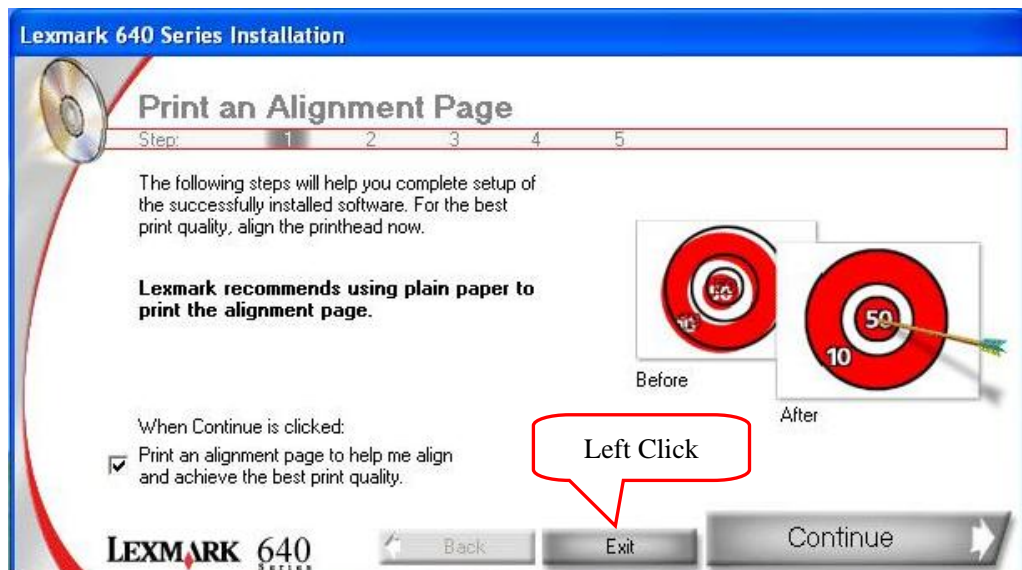 Lexmark 640 Series Installation
Print an Alignment Page
Step: 1 2 3 4 5
The following steps will help you complete setup of
the successfully installed software. For the best
print quality, align the printhead now.
Lexmark recommends using plain paper to
print the alignment page.
50
10
50
10
Before
After
When Continue is clicked:
Print an alignment page to help me align
and achieve the best print quality.
Left Click
LEXMARK 640
Series
Back
Exit
Continue